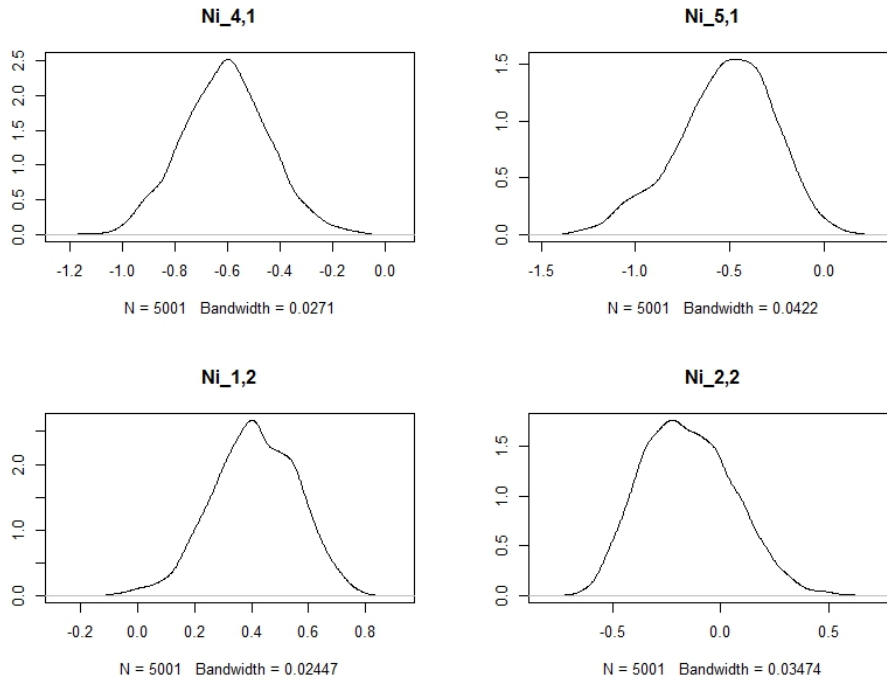 Ni_4,1
2.5
2.0
1.5
1.0
0.5
0.0
-1.2 -1.0 -0.8 -0.6 -0.4 -0.2 0.0
N = 5001 Bandwidth = 0.0271
Ni_5,1
1.5
1.0
0.5
0.0
-1.5 -1.0 -0.5 0.0
N = 5001 Bandwidth = 0.0422
Ni_1,2
2.0
1.0
0.0
-0.2 0.0 0.2 0.4 0.6 0.8
N = 5001 Bandwidth = 0.02447
Ni_2,2
1.5
1.0
0.5
0.0
-0.5 0.0 0.5
N = 5001 Bandwidth = 0.03474